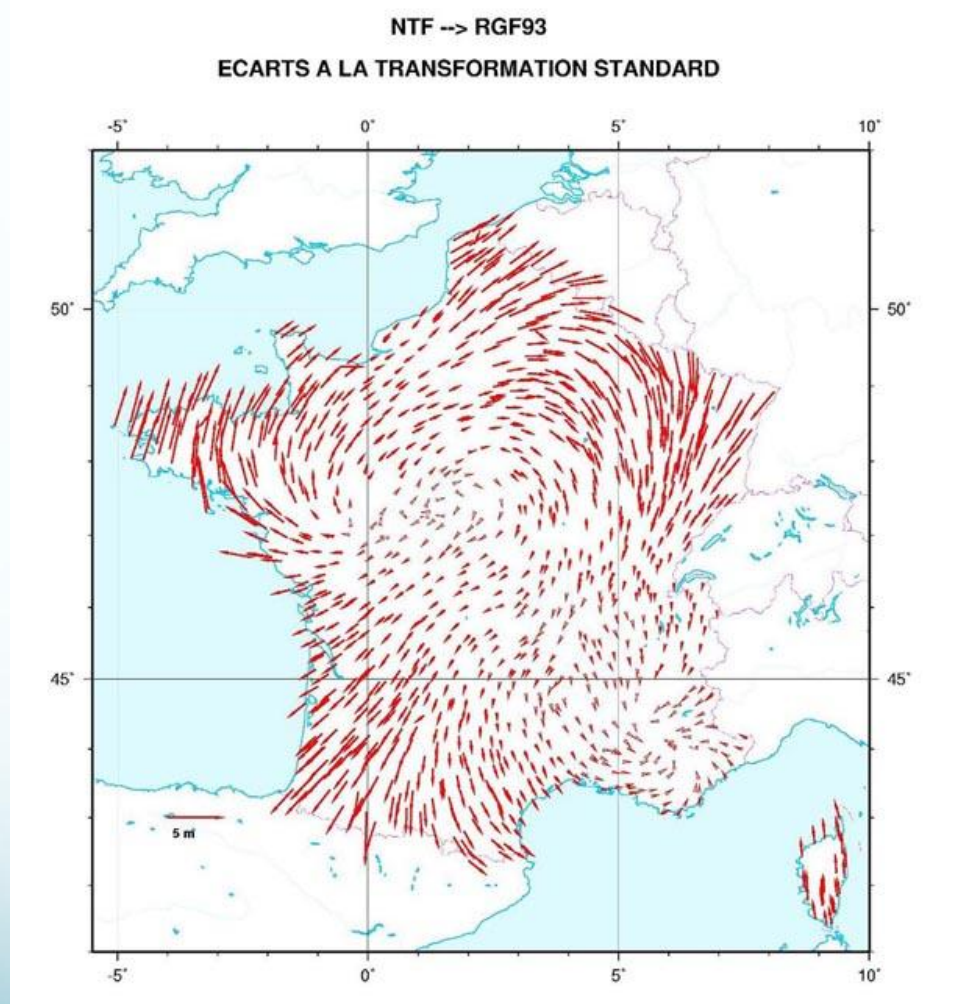 NTF --> RGF93
ECARTS A LA TRANSFORMATION STANDARD
-5° 0° 5° 10°
50° 50°
45° 45°
5 m
-5° 0° 5° 10°